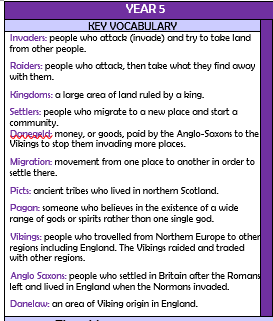 YEAR 5
KEY VOCABULARY
Invaders: people who attack (invade) and try to take land
from other people.
Raiders: people who attack, then take what they find away
with them.
Kingdoms: a large area of land ruled by a king.
Settlers: people who migrate to a new place and start a
community.
Danegeld: money, or goods, paid by the Anglo-Saxons to the
Vikings to stop them invading more places.
Migration: movement from one place to another in order to
settle there.
Picts: ancient tribes who lived in northern Scotland.
Pagan: someone who believes in the existence of a wide
range of gods or spirits rather than one single god.
Vikings: people who travelled from Northern Europe to other
regions including England. The Vikings raided and traded
with other regions.
Anglo Saxons: people who settled in Britain after the Romans
left and lived in England when the Normans invaded.
Danelaw: an area of Viking origin in England.